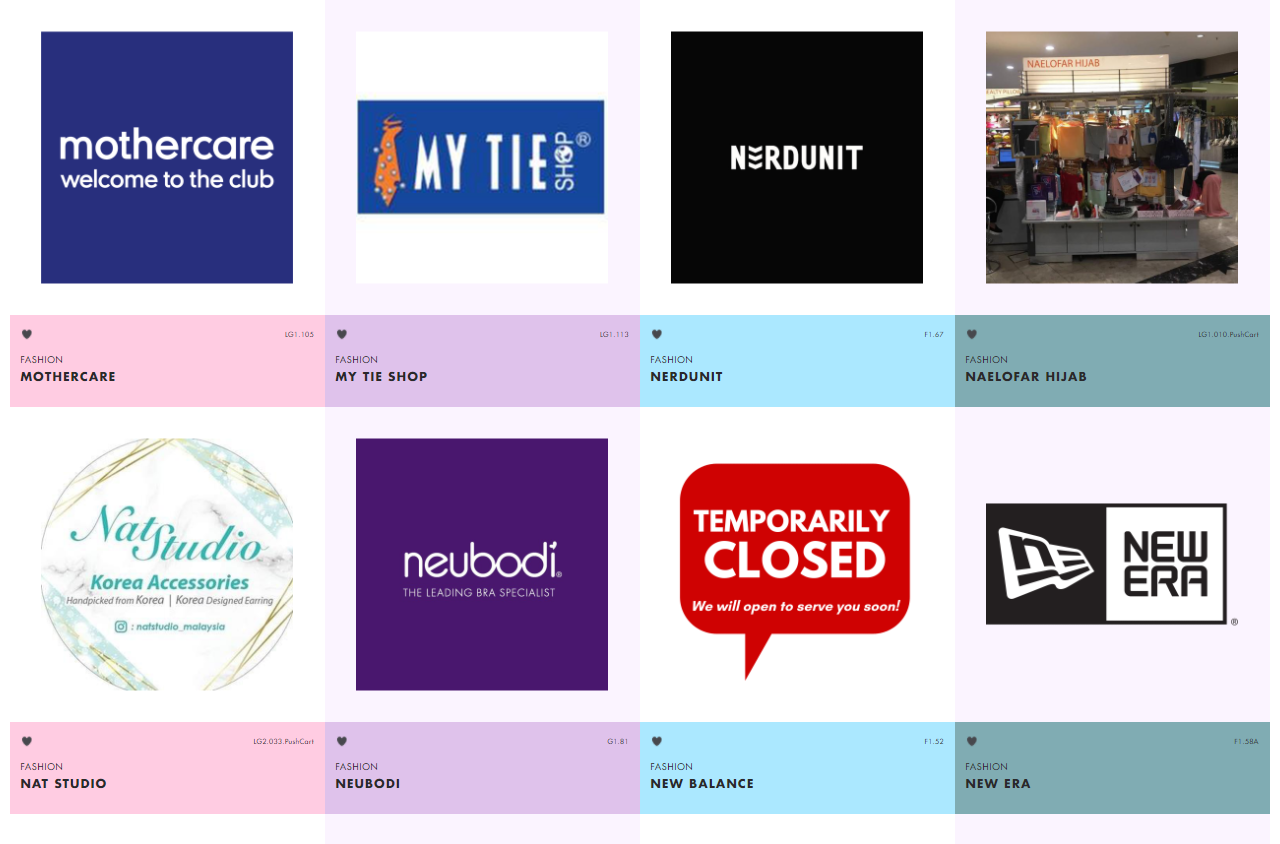 mothercare
welcome to the club
MY TIE SHOP®
NERDUNIT
NAELOFAR HIJAB
LG1.105
FASHION
MOTHERCARE
LG1.113
FASHION
MY TIE SHOP
F1.67
FASHION
NERDUNIT
LG1.010.PushCart
FASHION
NAELOFAR HIJAB
Nat Studio
Korea Accessories
Handpicked from Korea | Korea Designed Earring
: natstudio_malaysia
neubodi®
THE LEADING BRA SPECIALIST
TEMPORARILY
CLOSED
We will open to serve you soon!
NEW
ERA
®
LG2.033.PushCart
FASHION
NAT STUDIO
G1.81
FASHION
NEUBODI
F1.52
FASHION
NEW BALANCE
F1.58A
FASHION
NEW ERA